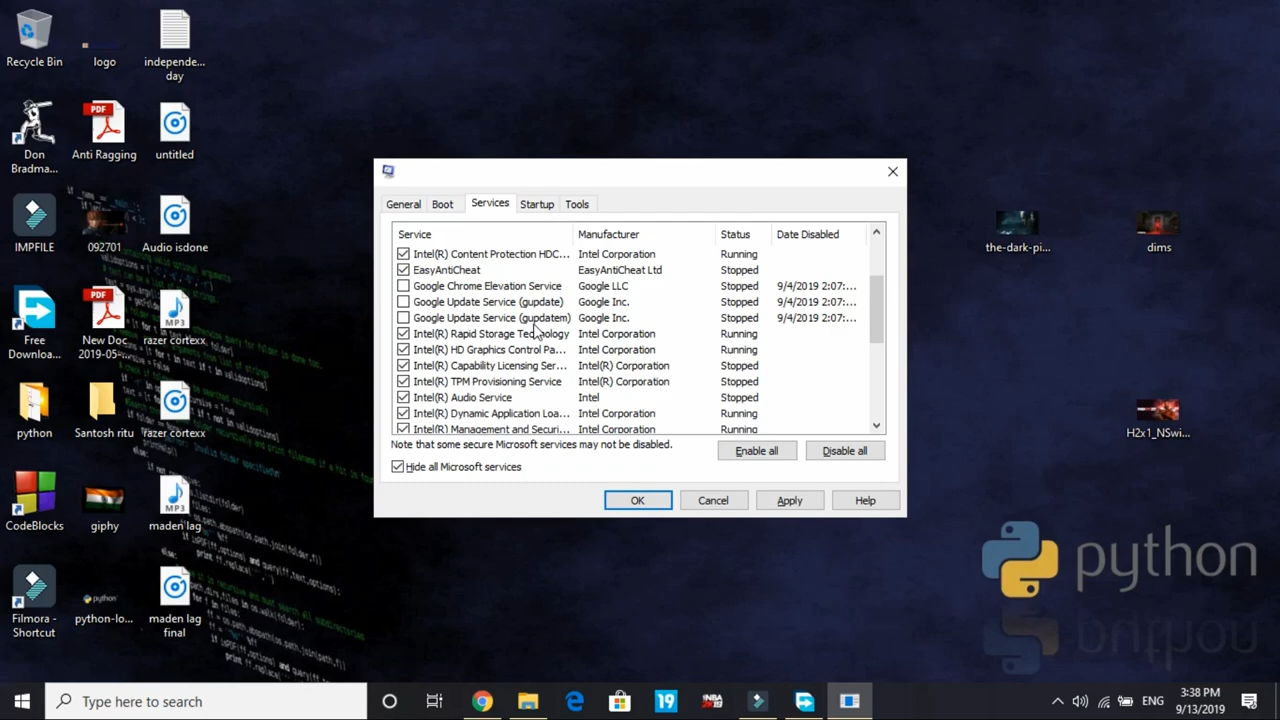 Recycle Bin
logo
independe...
day
Don
Bradma...
Anti Ragging
untitled
IMPFILE
092701
Audio isdone
Free
Downloa...
New Doc
2019-05-...
razer cortexx
python
Santosh ritu
razer cortexx
CodeBlocks
giphy
maden lag
Filmora -
Shortcut
python-lo...
maden lag
final
PDF
PDF
MP3
MP3
General
Boot
Services
Startup
Tools
Service Manufacturer Status Date Disabled
Intel(R) Content Protection HDC... Intel Corporation Running
EasyAntiCheat EasyAntiCheat Ltd Stopped
Google Chrome Elevation Service Google LLC Stopped 9/4/2019 2:07:...
Google Update Service (gupdate) Google Inc. Stopped 9/4/2019 2:07:...
Google Update Service (gupdatem) Google Inc. Stopped 9/4/2019 2:07:...
Intel(R) Rapid Storage Technology Intel Corporation Running
Intel(R) HD Graphics Control Pa... Intel Corporation Running
Intel(R) Capability Licensing Ser... Intel(R) Corporation Stopped
Intel(R) TPM Provisioning Service Intel(R) Corporation Stopped
Intel(R) Audio Service Intel Stopped
Intel(R) Dynamic Application Loa... Intel Corporation Running
Intel(R) Management and Securi... Intel Corporation Running
Note that some secure Microsoft services may not be disabled.
Enable all
Disable all
Hide all Microsoft services
OK
Cancel
Apply
Help
the-dark-pi...
dims
H2x1_NSwi...
python
Type here to search
19
ENG
3:38 PM
9/13/2019